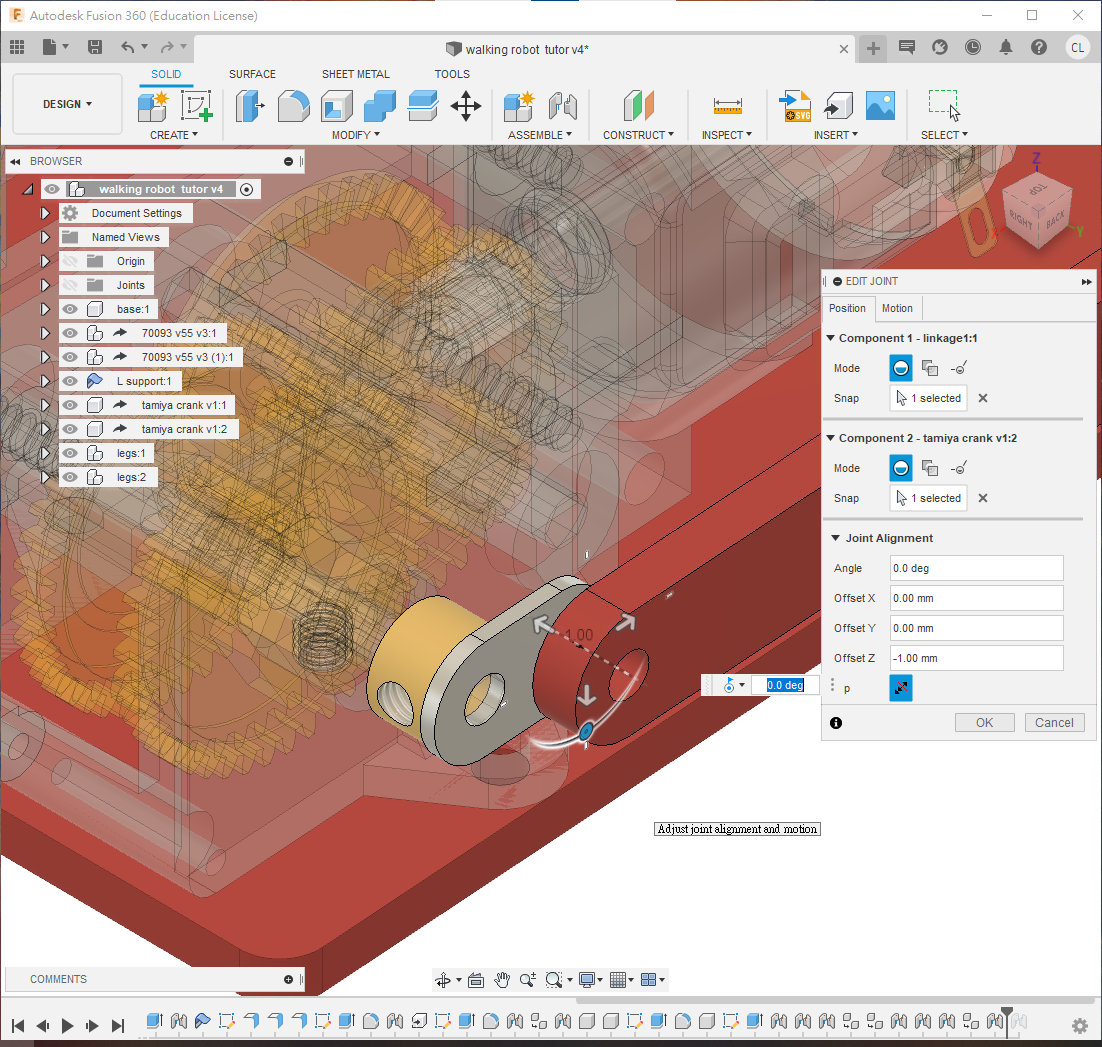 Autodesk Fusion 360 (Education License)
walking robot tutor v4*
CL
SOLID SURFACE SHEET METAL TOOLS
DESIGN
CREATE MODIFY ASSEMBLE CONSTRUCT INSPECT INSERT SELECT
SVG
BROWSER
walking robot tutor v4
Document Settings
Named Views
Origin
Joints
base:1
70093 v55 v3:1
70093 v55 v3 (1):1
L support:1
tamiya crank v1:1
tamiya crank v1:2
legs:1
legs:2
Z
TOP
RIGHT BACK
Y
EDIT JOINT
Position Motion
Component 1 - linkage1:1
Mode
Snap 1 selected
Component 2 - tamiya crank v1:2
Mode
Snap 1 selected
Joint Alignment
Angle 0.0 deg
Offset X 0.00 mm
Offset Y 0.00 mm
Offset Z -1.00 mm
p
OK Cancel
-1.00
0.0 deg
Adjust joint alignment and motion
COMMENTS